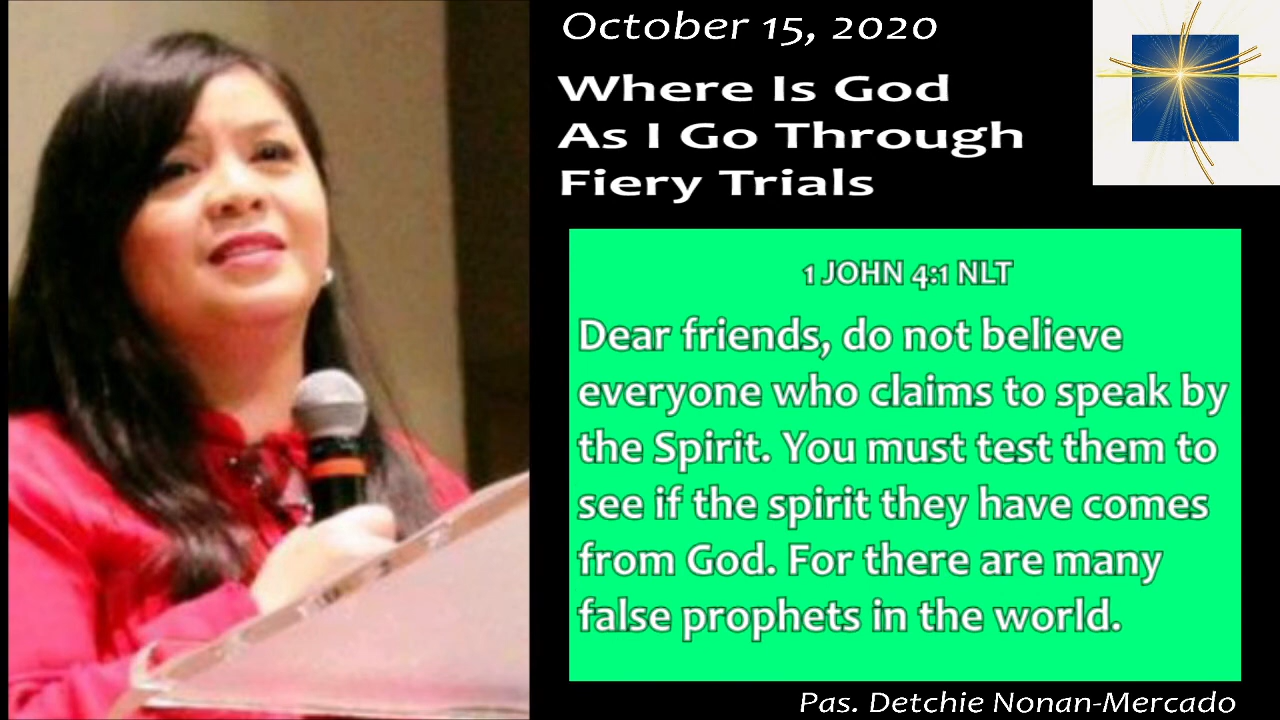 October 15, 2020
Where Is God
As I Go Through
Fiery Trials
1 JOHN 4:1 NLT
Dear friends, do not believe
everyone who claims to speak by
the Spirit. You must test them to
see if the spirit they have comes
from God. For there are many
false prophets in the world.
Pas. Detchie Nonan-Mercado